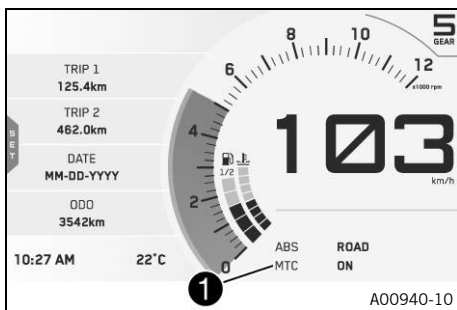 TRIP 1
125.4km
TRIP 2
462.0km
DATE
MM-DD-YYYY
ODO
3542km
10:27 AM 22°C
SET
0
2
4
6
8
10
12
x1000 rpm
1/2
5
GEAR
103
km/h
ABS ROAD
MTC ON
1
A00940-10